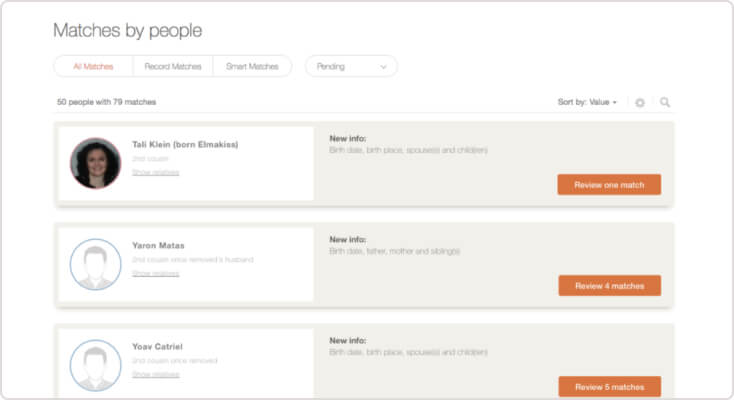 Matches by people
All Matches Record Matches Smart Matches Pending
50 people with 79 matches Sort by: Value
Tali Klein (born Elmakiss)
2nd cousin
Show relatives
New info:
Birth date, birth place, spouse(s) and child(ren)
Review one match
Yaron Matas
2nd cousin once removed's husband
Show relatives
New info:
Birth date, father, mother and sibling(s)
Review 4 matches
Yoav Catriel
2nd cousin once removed
Show relatives
New info:
Birth date, birth place, spouse(s) and child(ren)
Review 5 matches